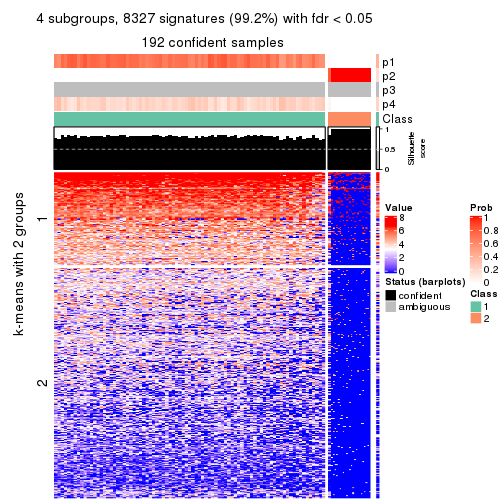 4 subgroups, 8327 signatures (99.2%) with fdr < 0.05
192 confident samples
p1
p2
p3
p4
Class
1
0.5
0
Silhouette
score
k-means with 2 groups
1
2
Value
8
6
4
2
0
Prob
1
0.8
0.6
0.4
0.2
0
Status (barplots)
confident
ambiguous
Class
1
2